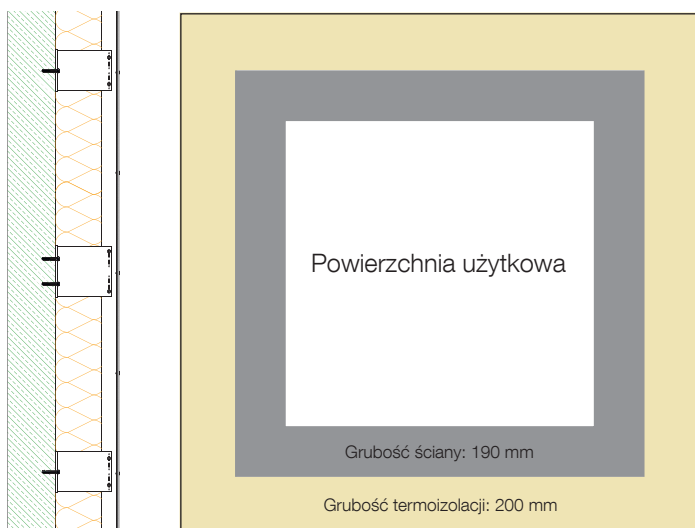 Powierzchnia użytkowa
Grubość ściany: 190 mm
Grubość termoizolacji: 200 mm